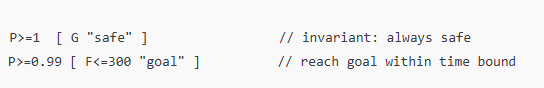 P>=1  [ G "safe" ]                 // invariant: always safe
P>=0.99 [ F<=300 "goal" ]          // reach goal within time bound